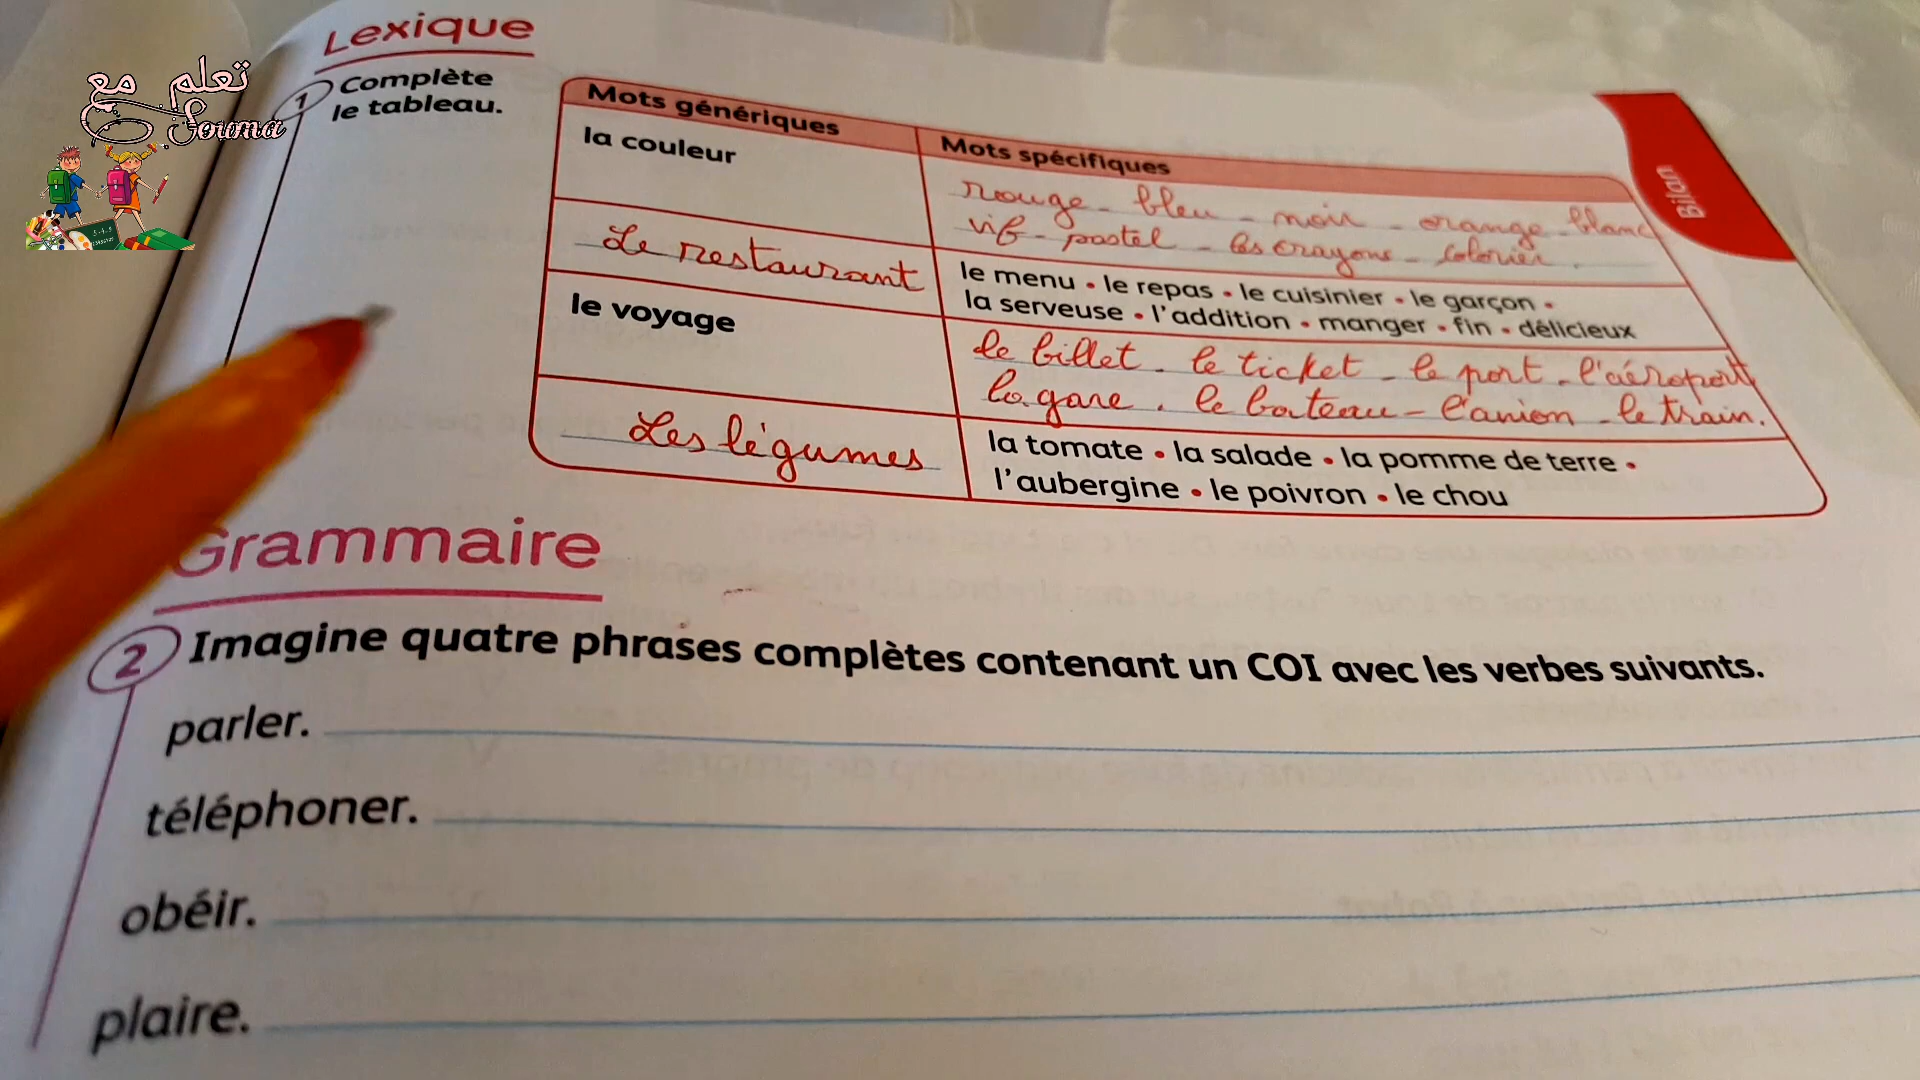 تعلم مع
Souma
Lexique
1 Complète
le tableau.
Mots génériques
Mots spécifiques
la couleur
rouge - bleu - noir - orange - blanc
vif - pastel - les crayons - colorier.
Le restaurant
le menu • le repas • le cuisinier • le garçon •
la serveuse • l'addition • manger • fin • délicieux
le voyage
le billet - le ticket - le port - l'aéroport
la gare . le bateau - l'avion - le train.
Les légumes
la tomate • la salade • la pomme de terre •
l'aubergine • le poivron • le chou
Bilan
Grammaire
2 Imagine quatre phrases complètes contenant un COI avec les verbes suivants.
parler.
téléphoner.
obéir.
plaire.